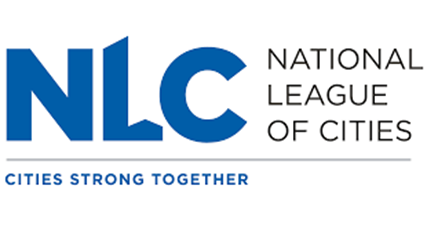 NLC
NATIONAL
LEAGUE
OF CITIES
CITIES STRONG TOGETHER